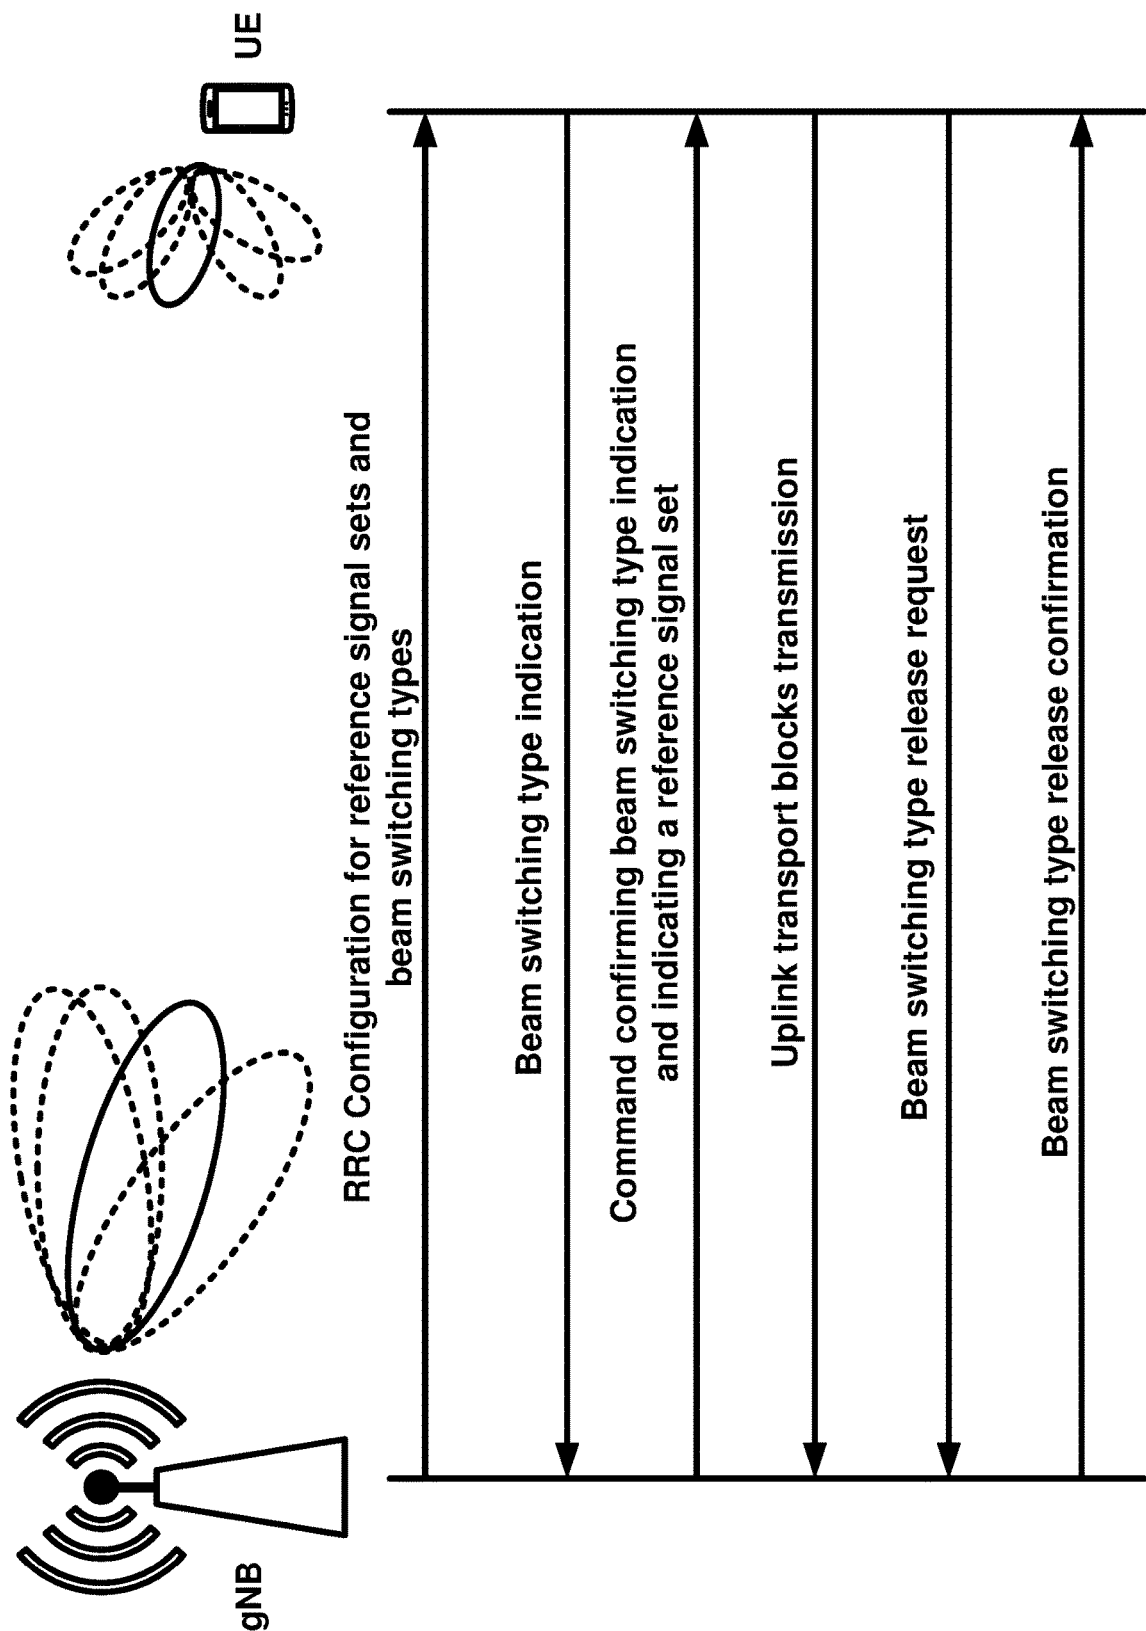 gNB
UE
RRC Configuration for reference signal sets and
beam switching types
Beam switching type indication
Command confirming beam switching type indication
and indicating a reference signal set
Uplink transport blocks transmission
Beam switching type release request
Beam switching type release confirmation